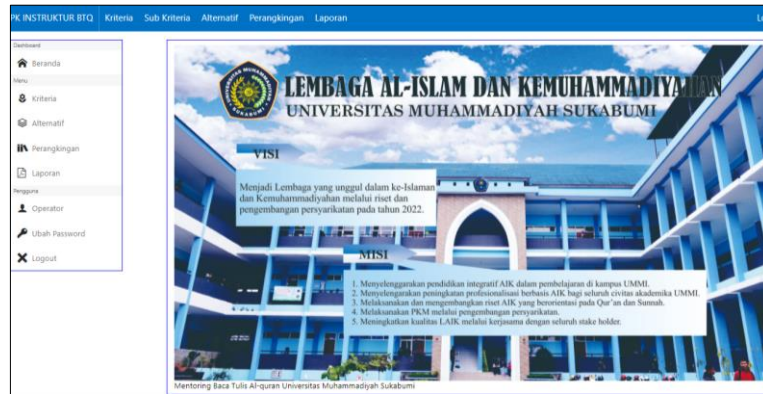 PK INSTRUKTUR BTQ Kriteria Sub Kriteria Alternatif Perangkingan Laporan
Dashboard
Beranda
Menu
Kriteria
Alternatif
Perangkingan
Laporan
Pengguna
Operator
Ubah Password
Logout
LEMBAGA AL-ISLAM DAN KEMUHAMMADIYAHAN
UNIVERSITAS MUHAMMADIYAH SUKABUMI
VISI
Menjadi Lembaga yang unggul dalam ke-Islaman
dan Kemuhammadiyahan melalui riset dan
pengembangan persyarikatan pada tahun 2022.
MISI
1. Menyelenggarakan pendidikan integratif AIK dalam pembelajaran di kampus UMMI.
2. Menyelengarakan peningkatan profesionalisai berbasis AIK bagi seluruh civitas akademika UMMI.
3. Melaksanakan dan mengembangkan riset AIK yang berorientasi pada Qur'an dan Sunnah.
4. Melaksanakan PKM melalui pengembangan persyarikatan.
5. Meningkatkan kualitas LAIK melalui kerjasama dengan seluruh stake holder.
Mentoring Baca Tulis Al-quran Universitas Muhammadiyah Sukabumi